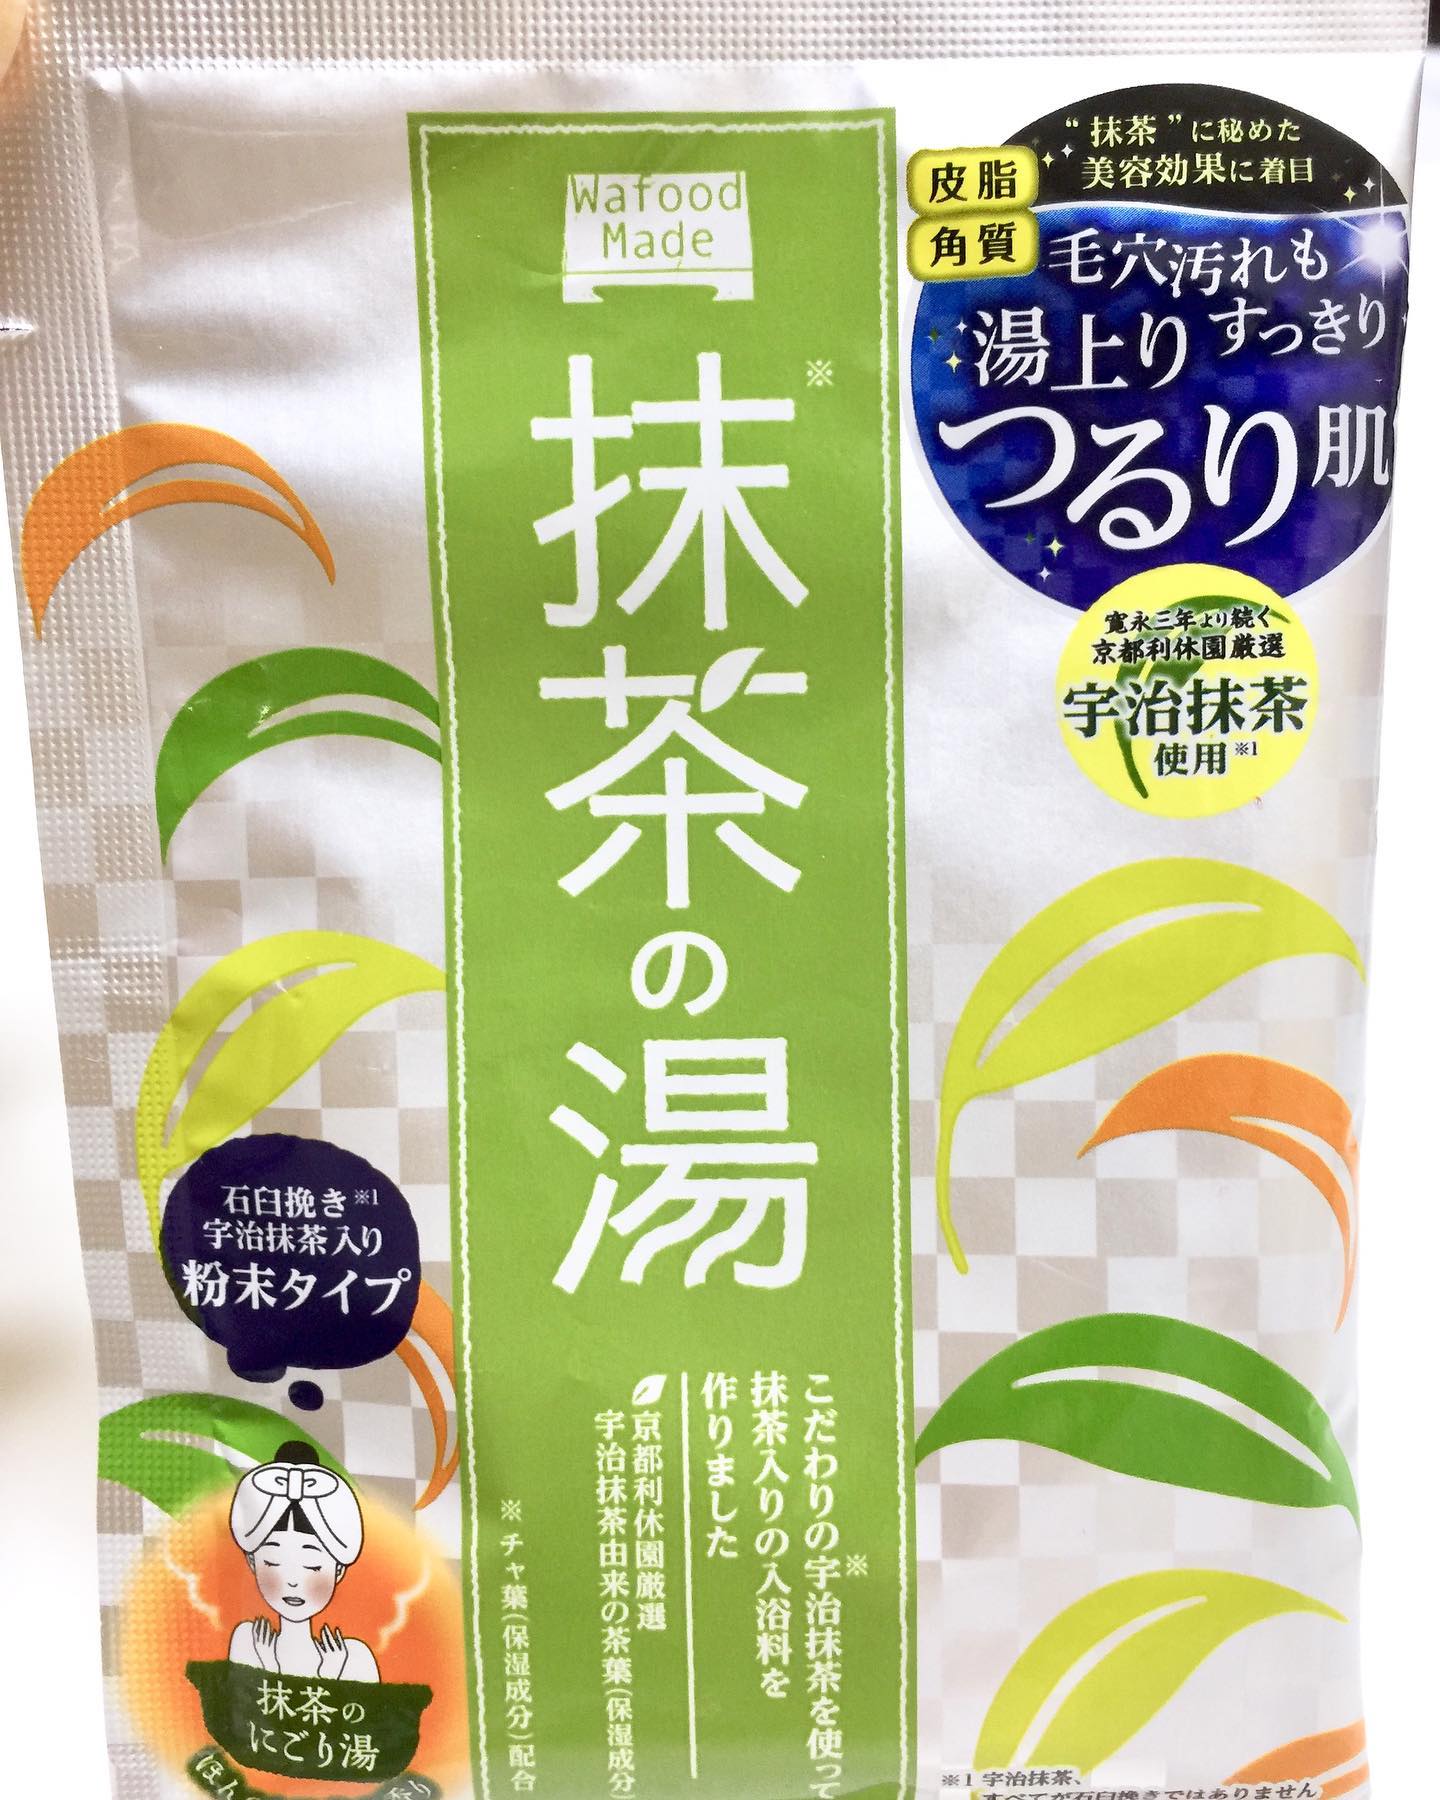 Wafood
Made
抹茶の湯
※
“抹茶”に秘めた
美容効果に着目
皮脂
角質
毛穴汚れも
すっきり
湯上り
つるり肌
寛永三年より続く
京都利休園厳選
宇治抹茶
使用※1
石臼挽き※1
宇治抹茶入り
粉末タイプ
こだわりの宇治抹茶※を使って
抹茶入りの入浴料を
作りました
京都利休園厳選
宇治抹茶由来の茶葉(保湿成分)
※チャ葉(保湿成分)配合
抹茶の
にごり湯
※1 宇治抹茶、
すべてが石臼挽きではありません